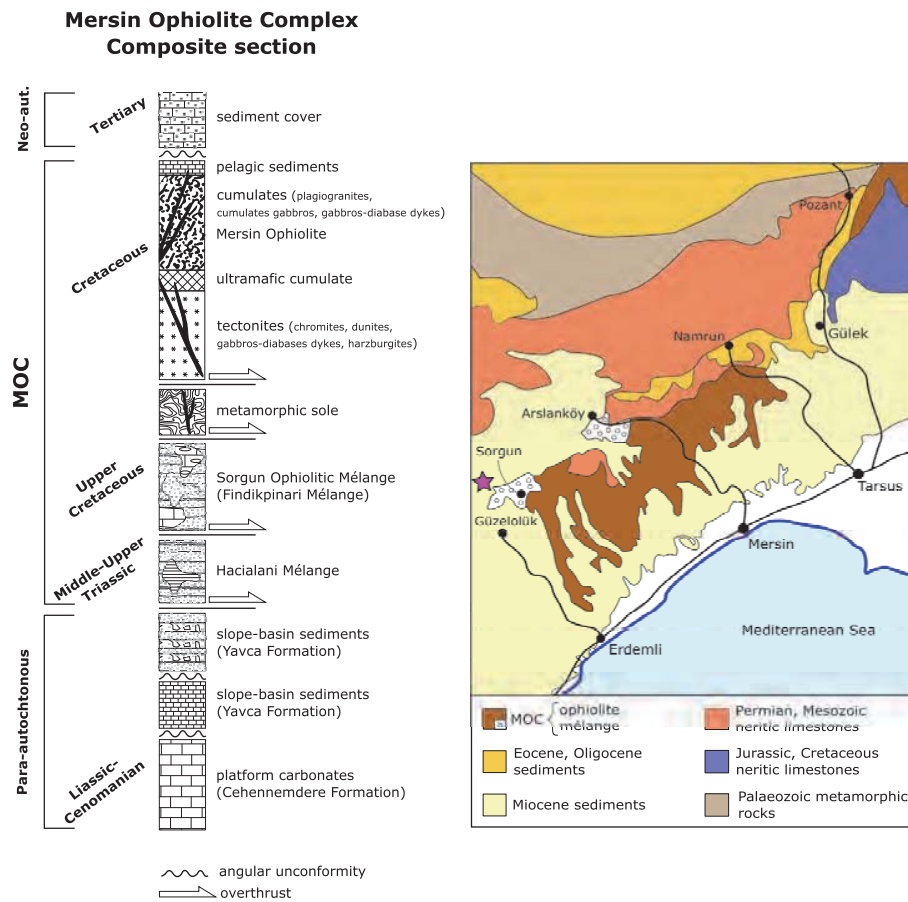 Mersin Ophiolite Complex
Composite section
Neo-aut.
Tertiary
sediment cover
MOC
Cretaceous
pelagic sediments
cumulates (plagiogranites,
cumulates gabbros, gabbros-diabase dykes)
Mersin Ophiolite
ultramafic cumulate
tectonites (chromites, dunites,
gabbro-diabases dykes, harzburgites)
metamorphic sole
Upper
Cretaceous
Sorgun Ophiolitic Mélange
(Findikpinari Mélange)
Middle-Upper
Triassic
Hacialani Mélange
Para-autochtonous
slope-basin sediments
(Yavca Formation)
slope-basin sediments
(Yavca Formation)
Liassic-
Cenomanian
platform carbonates
(Cehennemdere Formation)
angular unconformity
overthrust
Pozant
Gülek
Namrun
Arslanköy
Sorgun
Tarsus
Güzelolük
Mersin
Mediterranean Sea
Erdemli
MOC { ophiolite
mélange
Permian, Mesozoic
neritic limestones
Eocene, Oligocene
sediments
Jurassic, Cretaceous
neritic limestones
Miocene sediments
Palaeozoic metamorphic
rocks